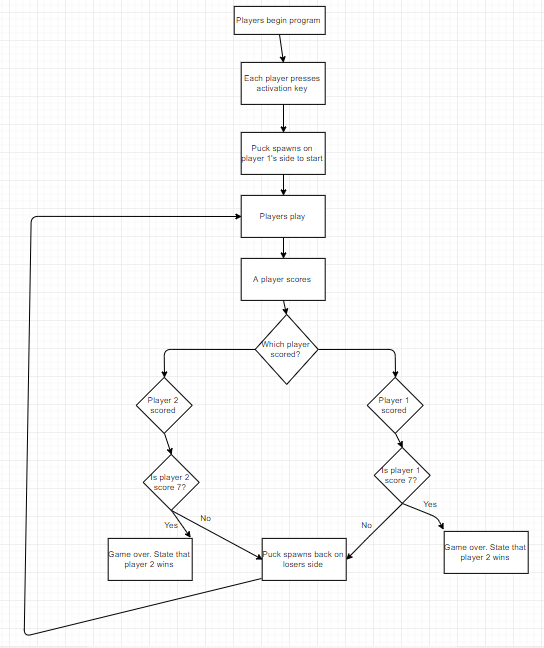 Players begin program
Each player presses
activation key
Puck spawns on
player 1's side to start
Players play
A player scores
Which player
scored?
Player 2
scored
Player 1
scored
Is player 2
score 7?
Is player 1
score 7?
Yes
No
No
Yes
Game over. State that
player 2 wins
Puck spawns back on
losers side
Game over. State that
player 2 wins